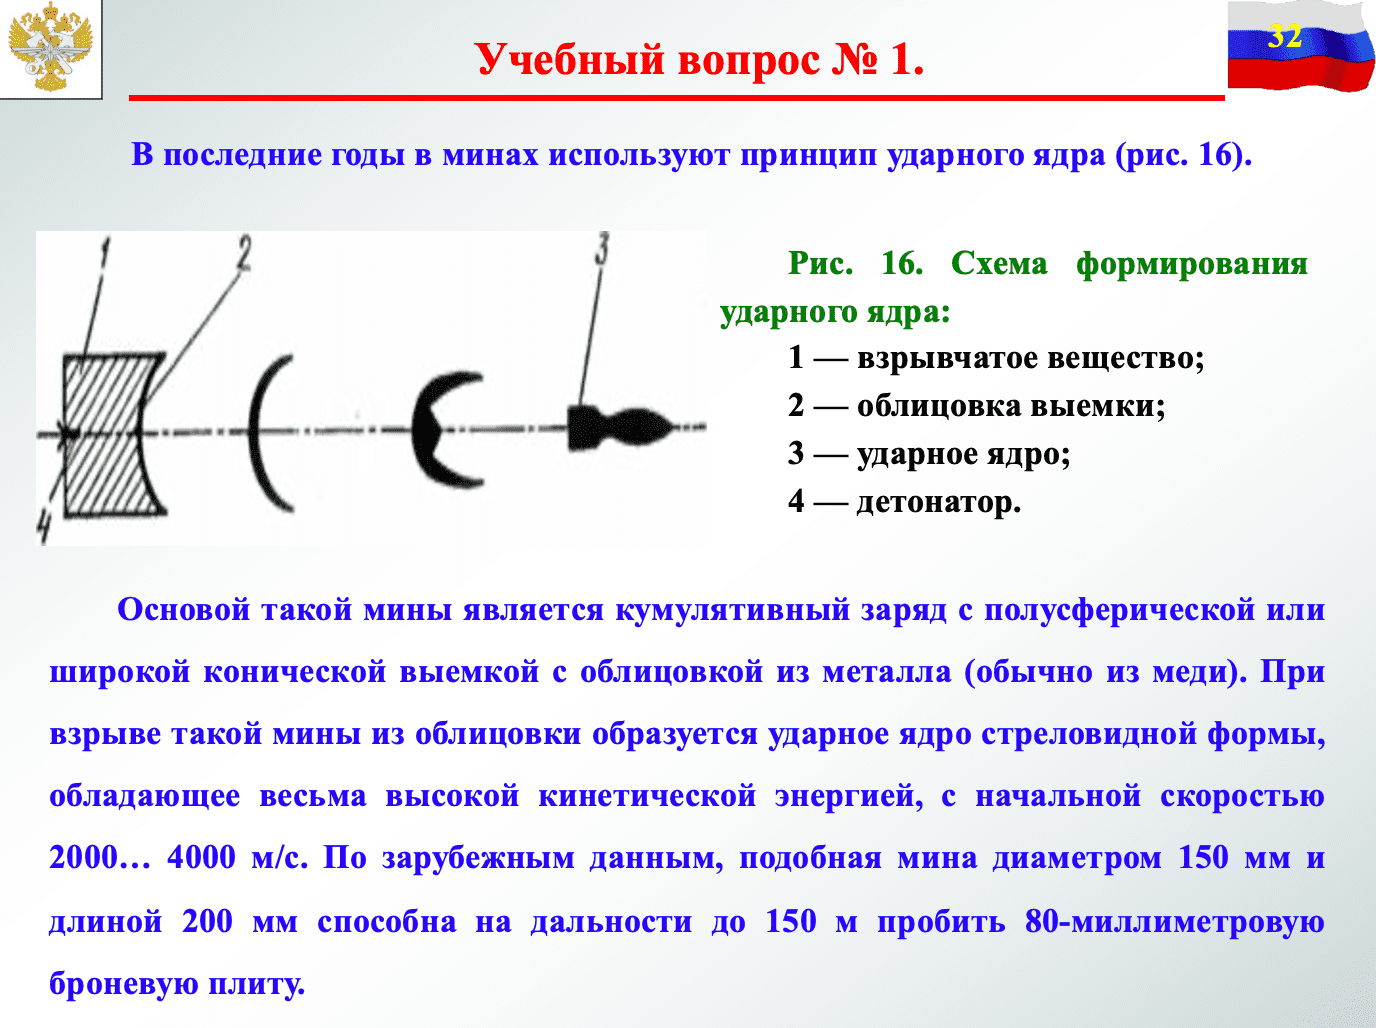 32
Учебный вопрос № 1.
В последние годы в минах используют принцип ударного ядра (рис. 16).
1
2
3
4
Рис. 16. Схема формирования
ударного ядра:
1 — взрывчатое вещество;
2 — облицовка выемки;
3 — ударное ядро;
4 — детонатор.
Основой такой мины является кумулятивный заряд с полусферической или
широкой конической выемкой с облицовкой из металла (обычно из меди). При
взрыве такой мины из облицовки образуется ударное ядро стреловидной формы,
обладающее весьма высокой кинетической энергией, с начальной скоростью
2000… 4000 м/с. По зарубежным данным, подобная мина диаметром 150 мм и
длиной 200 мм способна на дальности до 150 м пробить 80-миллиметровую
броневую плиту.